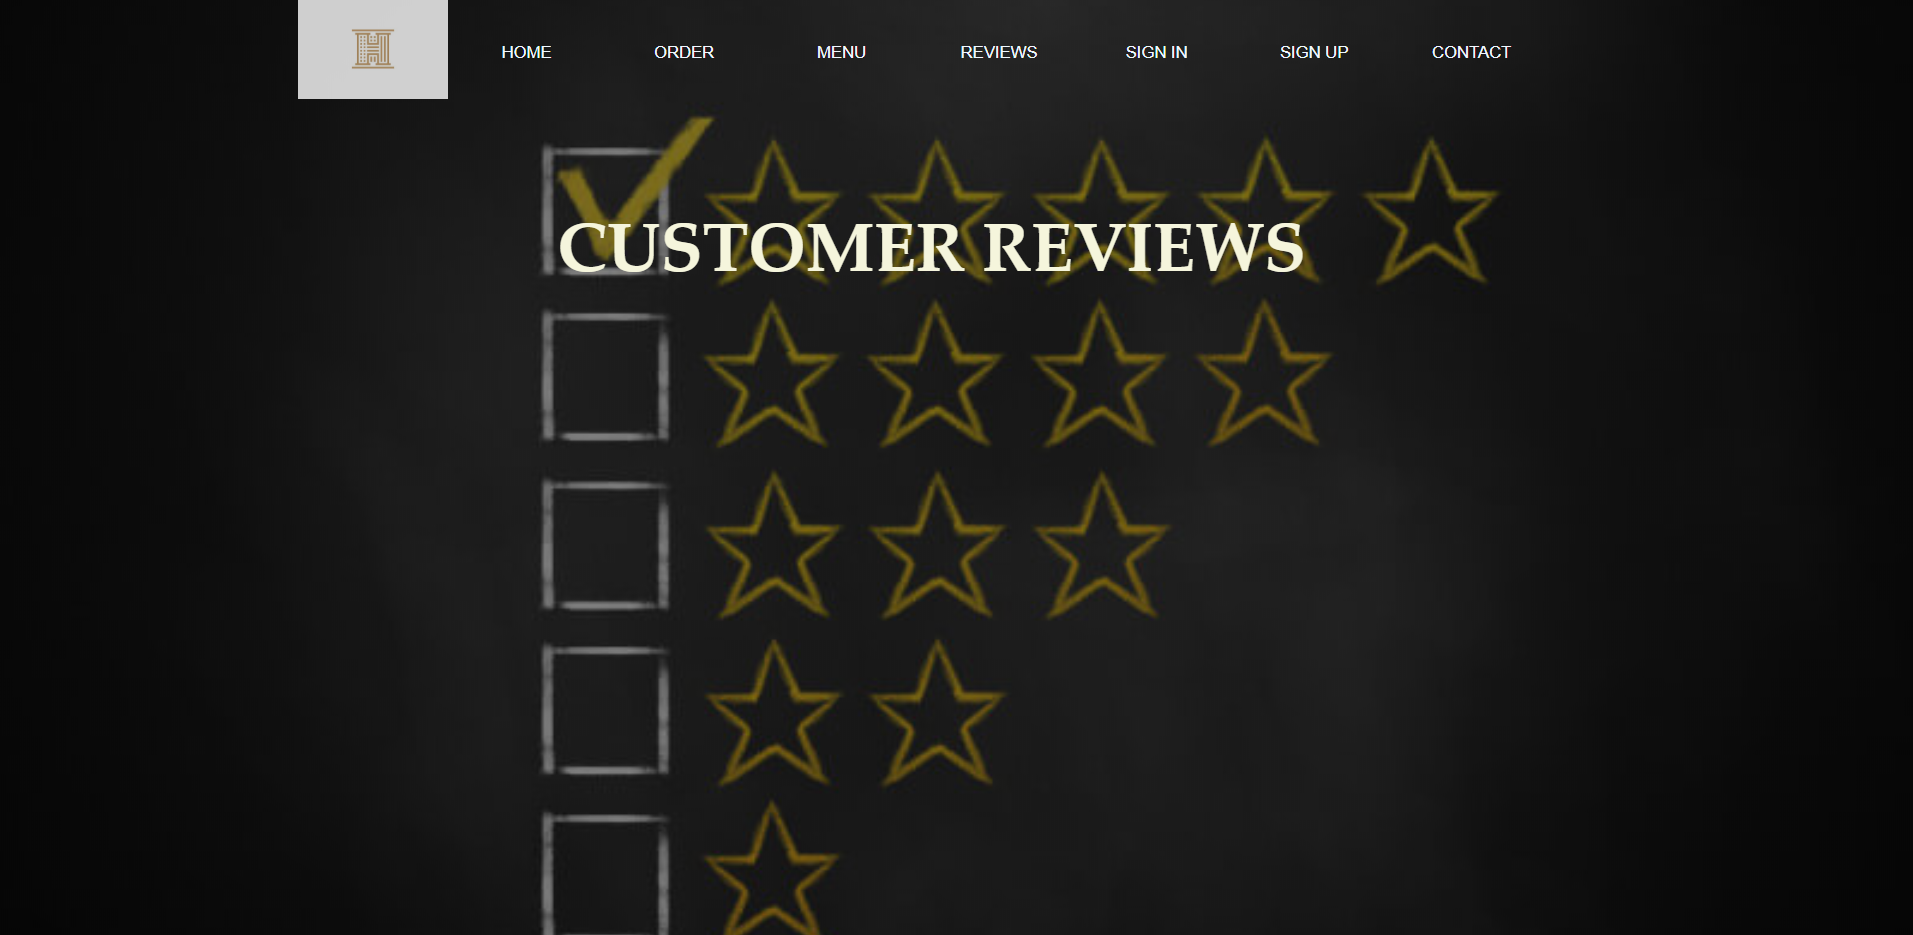 H
HOME ORDER MENU REVIEWS SIGN IN SIGN UP CONTACT
CUSTOMER REVIEWS